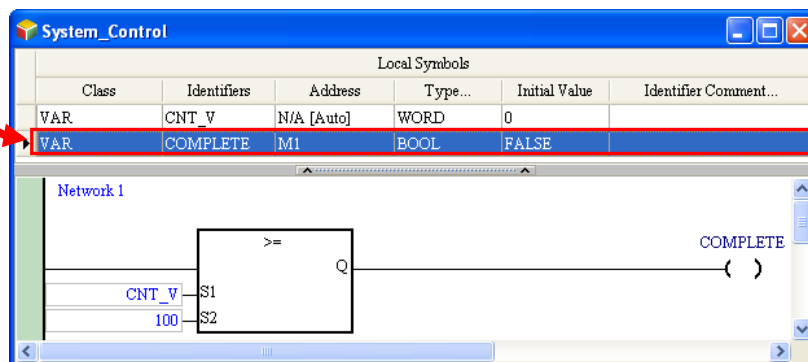 System_Control
Local Symbols
Class Identifiers Address Type... Initial Value Identifier Comment...
VAR CNT_V N/A [Auto] WORD 0
VAR COMPLETE M1 BOOL FALSE
Network 1
>= COMPLETE
Q ( )
CNT_V S1
100 S2